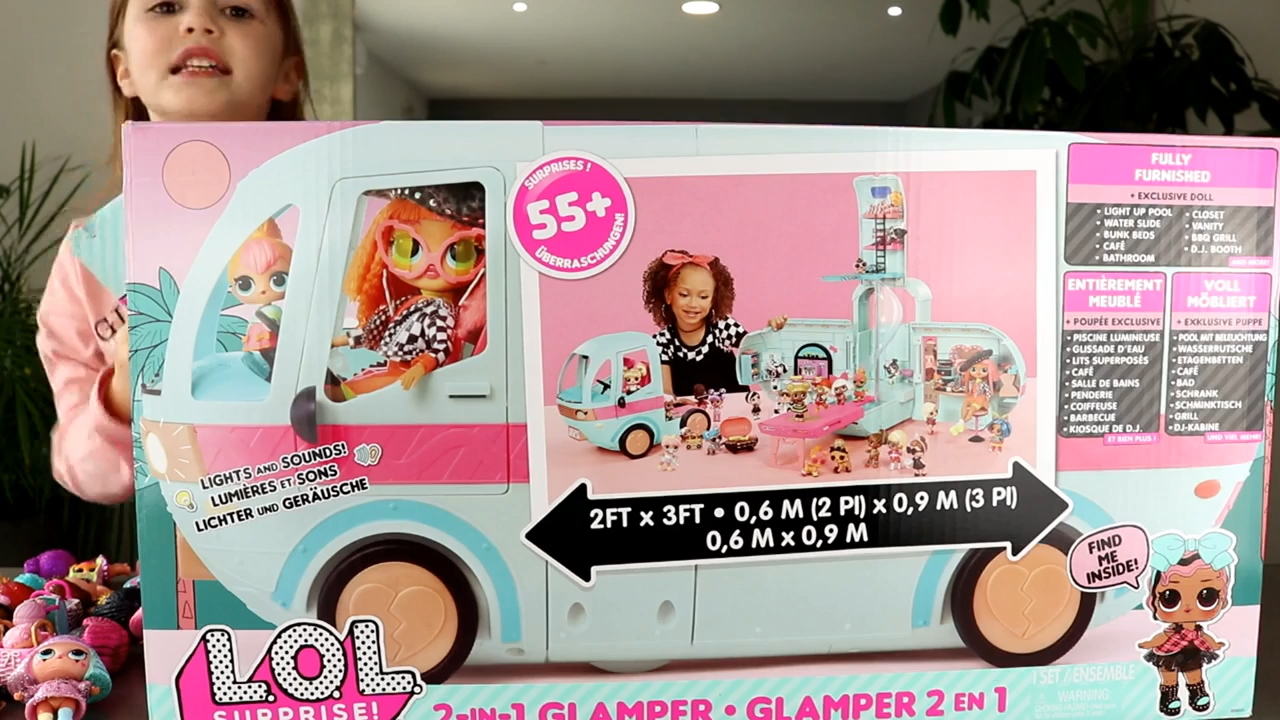 SURPRISES !
55+
ÜBERRASCHUNGEN!
FULLY
FURNISHED
+ EXCLUSIVE DOLL
• LIGHT UP POOL
• WATER SLIDE
• BUNK BEDS
• CAFÉ
• BATHROOM
• CLOSET
• VANITY
• BBQ GRILL
• D.J. BOOTH
ENTIÈREMENT
MEUBLÉ
+ POUPÉE EXCLUSIVE
• PISCINE LUMINEUSE
• GLISSADE D'EAU
• LITS SUPERPOSÉS
• CAFÉ
• SALLE DE BAINS
• PENDERIE
• COIFFEUSE
• BARBECUE
• KIOSQUE DE D.J.
ET BIEN PLUS !
VOLL
MÖBLIERT
+ EXKLUSIVE PUPPE
• POOL MIT BELEUCHTUNG
• WASSERRUTSCHE
• ETAGENBETTEN
• CAFÉ
• BAD
• SCHRANK
• SCHMINKTISCH
• GRILL
• DJ-KABINE
UND VIEL MEHR!
LIGHTS AND SOUNDS!
LUMIÈRES ET SONS
LICHTER UND GERÄUSCHE
2FT x 3FT • 0,6 M (2 PI) x 0,9 M (3 PI)
0,6 M x 0,9 M
FIND
ME
INSIDE!
L.O.L.
SURPRISE!
2-IN-1 GLAMPER • GLAMPER 2 EN 1
1 SET / ENSEMBLE
WARNING